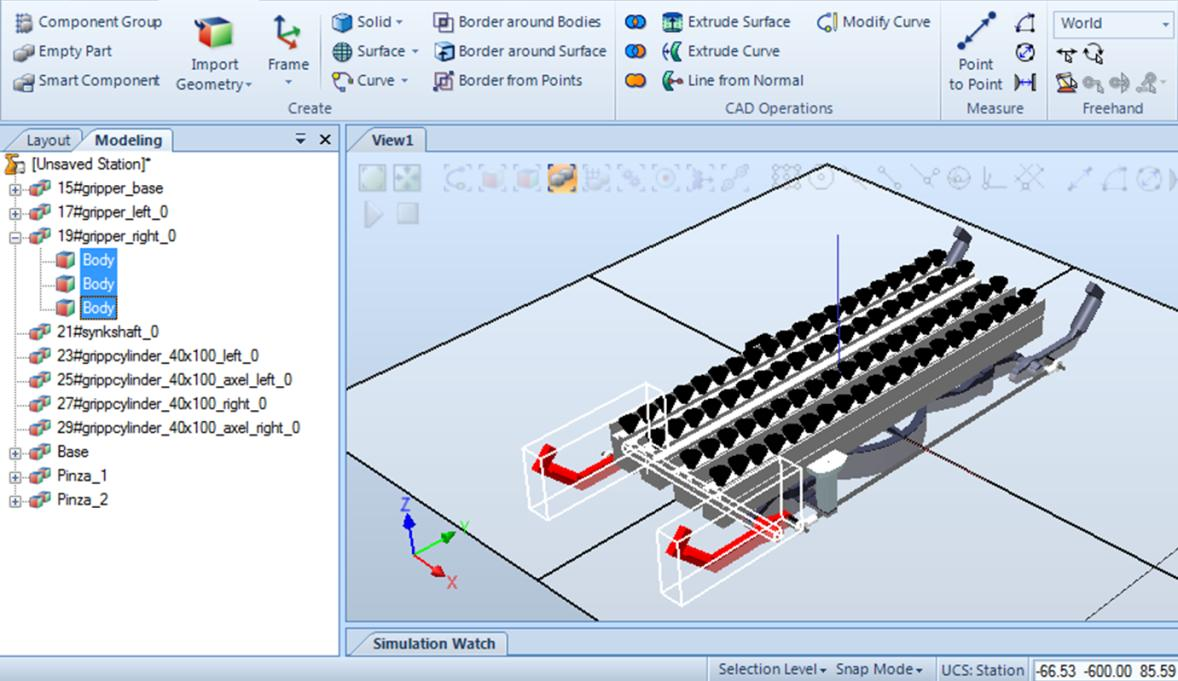 Component Group
Empty Part
Smart Component
Import
Geometry
Frame
Solid
Surface
Curve
Border around Bodies
Border around Surface
Border from Points
Create
Extrude Surface
Extrude Curve
Line from Normal
Modify Curve
CAD Operations
Point
to Point
Measure
World
Freehand
Layout
Modeling
[Unsaved Station]*
15#gripper_base
17#gripper_left_0
19#gripper_right_0
Body
Body
Body
21#synkshaft_0
23#grippcylinder_40x100_left_0
25#grippcylinder_40x100_axel_left_0
27#grippcylinder_40x100_right_0
29#grippcylinder_40x100_axel_right_0
Base
Pinza_1
Pinza_2
View1
Z
Y
X
Simulation Watch
Selection Level Snap Mode UCS: Station -66.53 -600.00 85.59